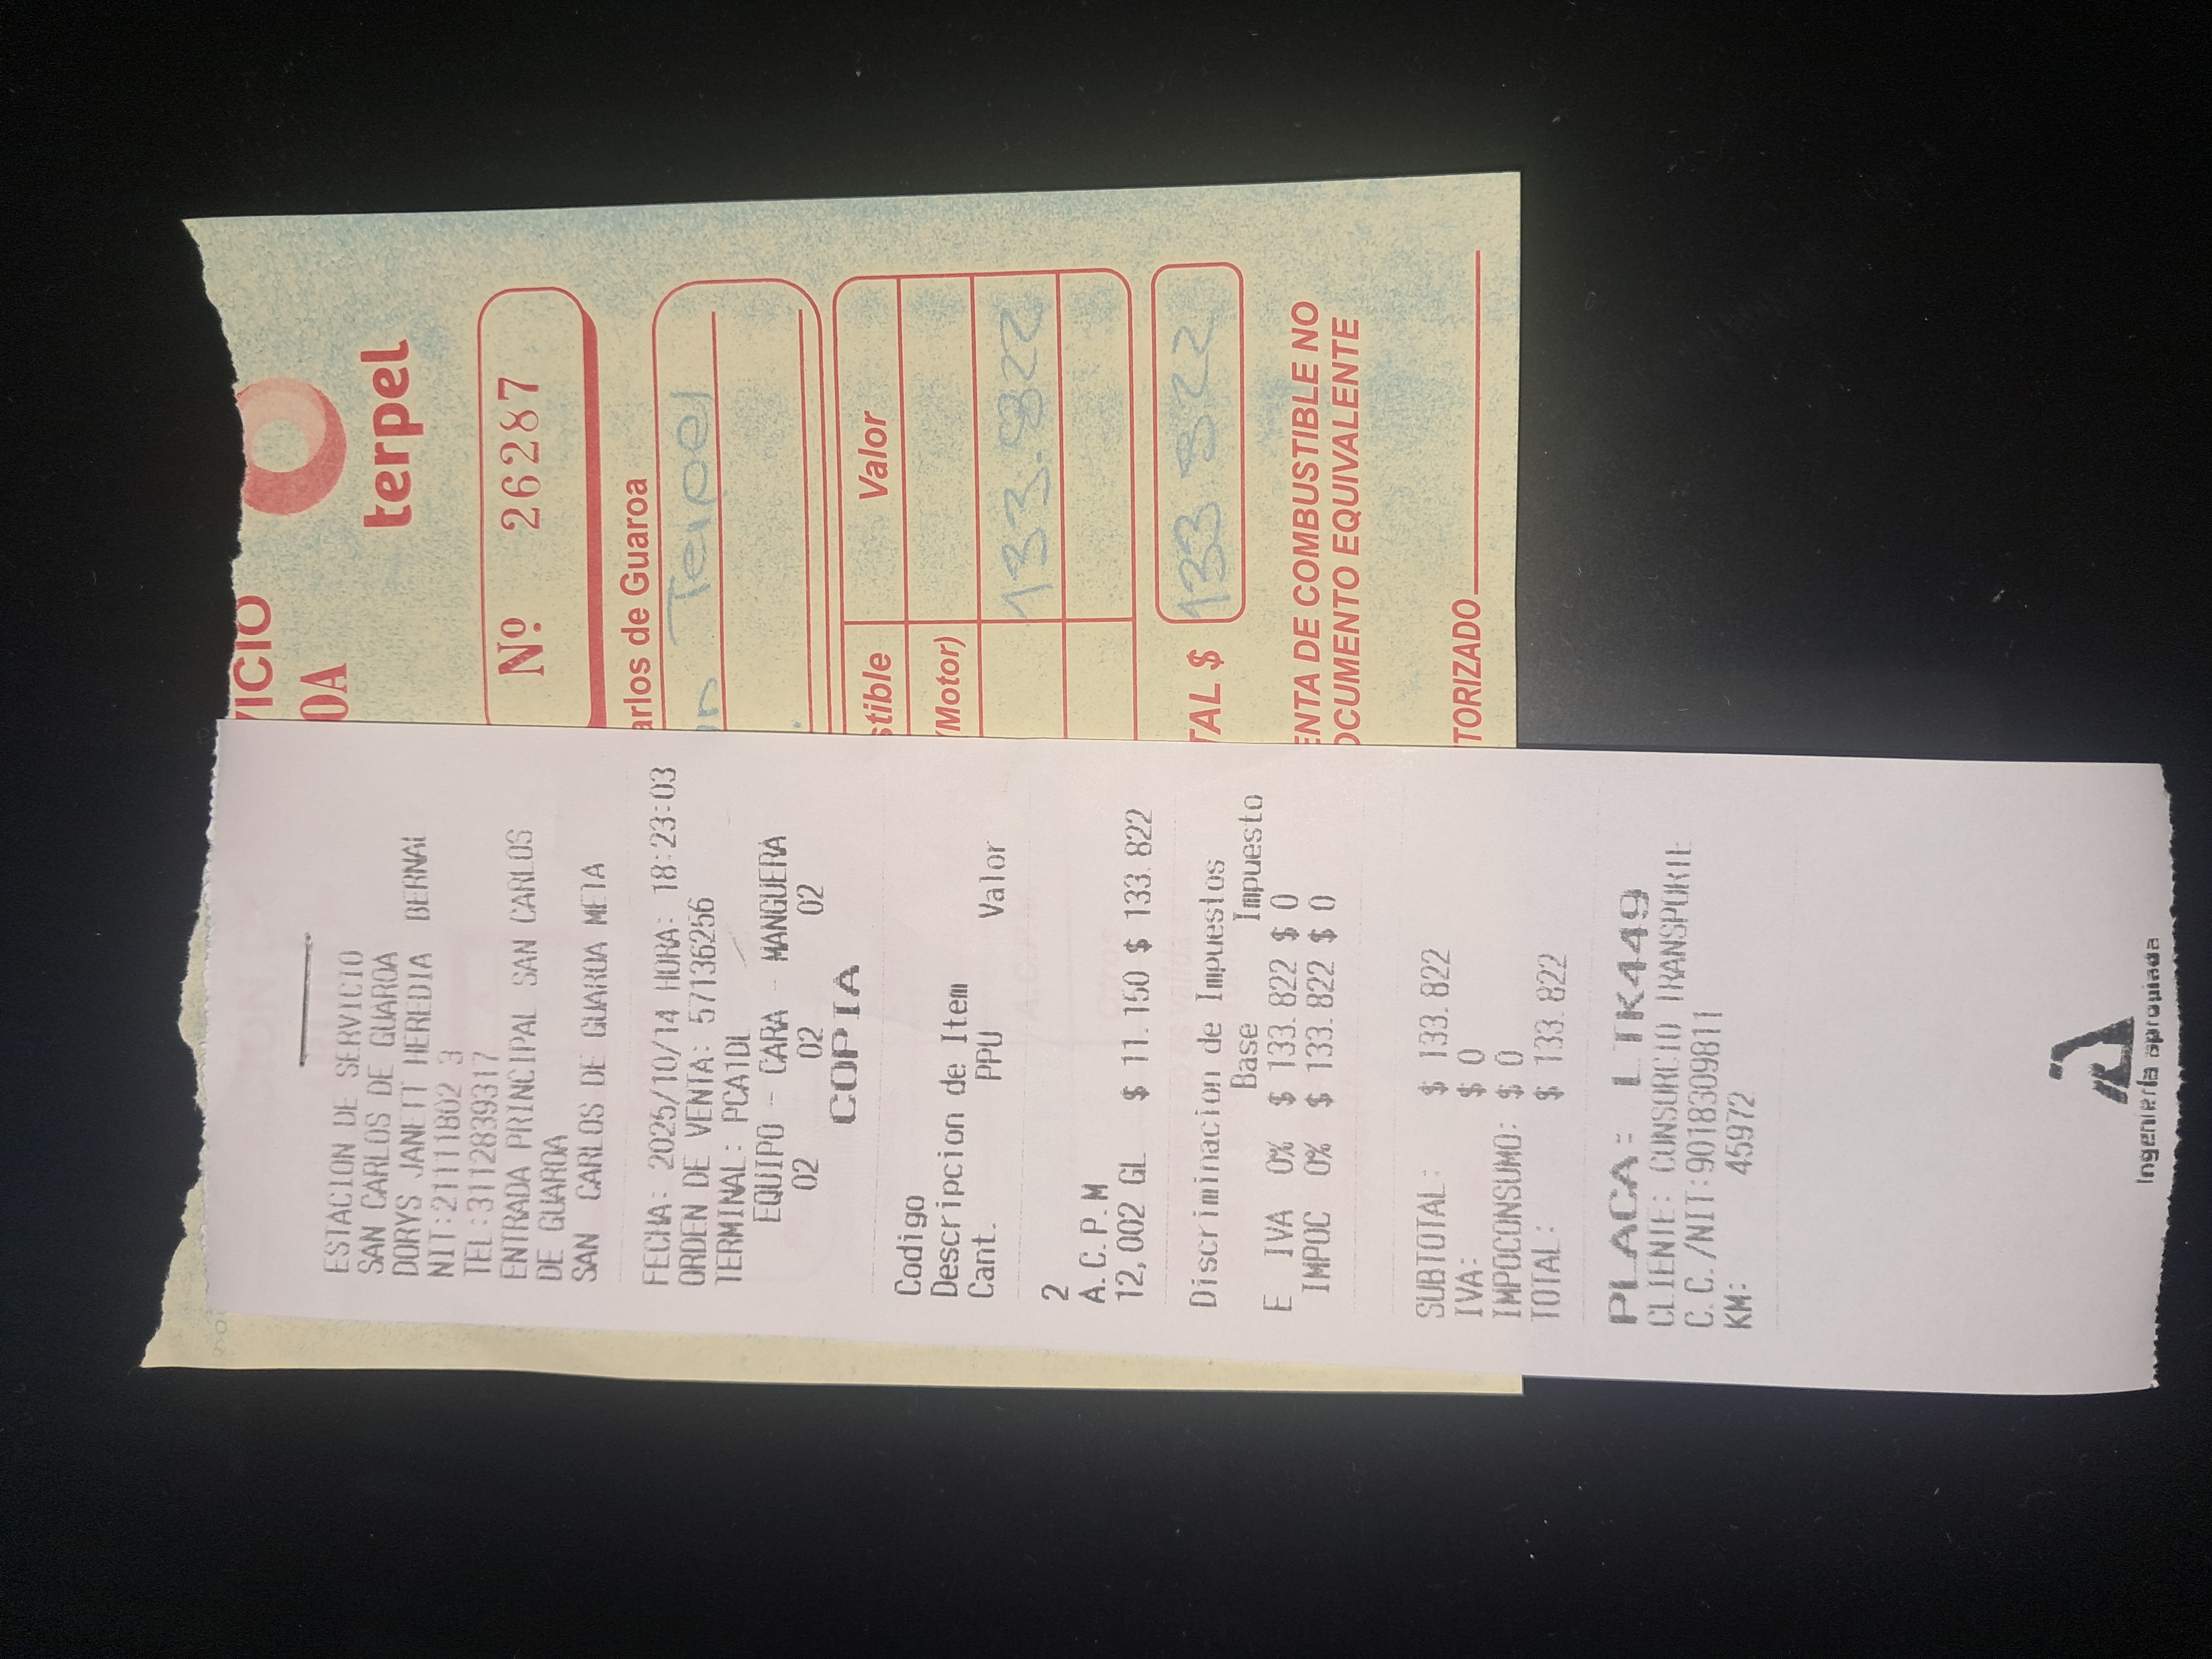 VICIO
OA
terpel
Nº 26287
arlos de Guaroa
Terpel
stible Valor
(Motor)
133.822
TAL $ 133 822
ENTA DE COMBUSTIBLE NO
OCUMENTO EQUIVALENTE
TORIZADO
ESTACION DE SERVICIO
SAN CARLOS DE GUAROA
DORYS JANETT HEREDIA BERNAL
NIT:21111802 3
TEL:3112839317
ENTRADA PRINCIPAL SAN CARLOS
DE GUAROA
SAN CARLOS DE GUAROA META
FECHA: 2025/10/14 HORA: 18:23:03
ORDEN DE VENTA: 57136256
TERMINAL: PCA1DL
EQUIPO - CARA - MANGUERA
02 02 02
COPIA
Codigo
Descripcion de Item
Cant. PPU Valor
2
A.C.P.M
12,002 GL $ 11.150 $ 133.822
Discriminacion de Impuestos
Base Impuesto
E IVA 0% $ 133.822 $ 0
IMPOC 0% $ 133.822 $ 0
SUBTOTAL: $ 133.822
IVA: $ 0
IMPOCONSUMO: $ 0
TOTAL: $ 133.822
PLACA: LTK449
CLIENTE: CONSORCIO TRANSPORTE
C.C./NIT:9018309811
KM: 45972
Ingeniería apropiada